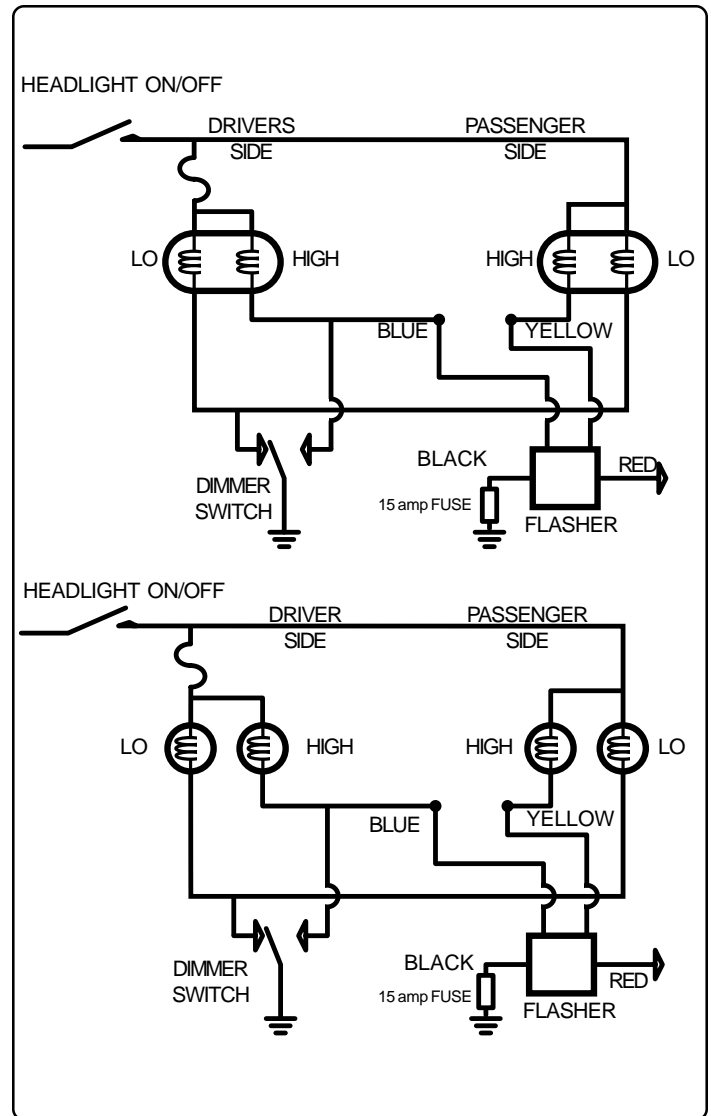 HEADLIGHT ON/OFF
DRIVERS SIDE
PASSENGER SIDE
LO
HIGH
HIGH
LO
BLUE
YELLOW
BLACK
RED
DIMMER
SWITCH
15 amp FUSE
FLASHER
HEADLIGHT ON/OFF
DRIVER SIDE
PASSENGER SIDE
LO
HIGH
HIGH
LO
BLUE
YELLOW
BLACK
RED
DIMMER
SWITCH
15 amp FUSE
FLASHER